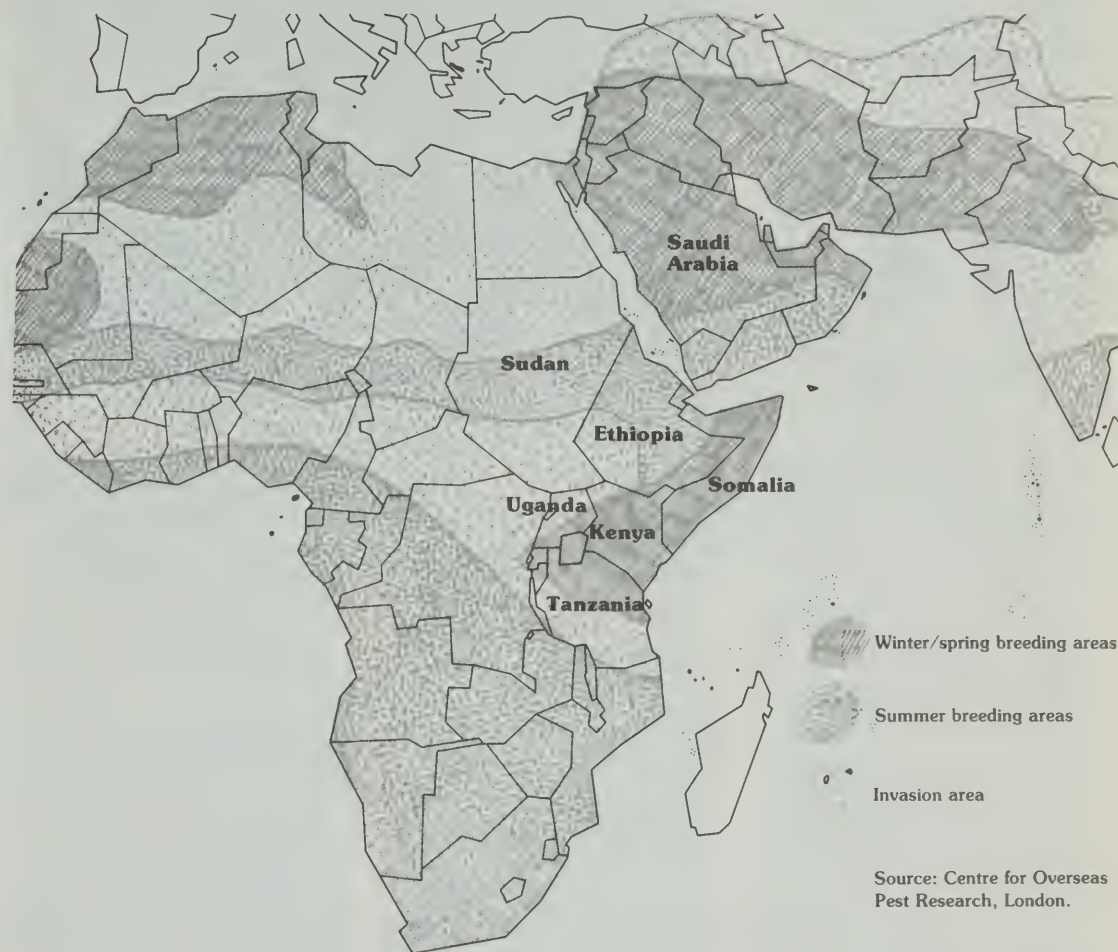 Saudi
Arabia
Sudan
Ethiopia
Somalia
Uganda
Kenya
Tanzania
Winter/spring breeding areas
Summer breeding areas
Invasion area
Source: Centre for Overseas
Pest Research, London.